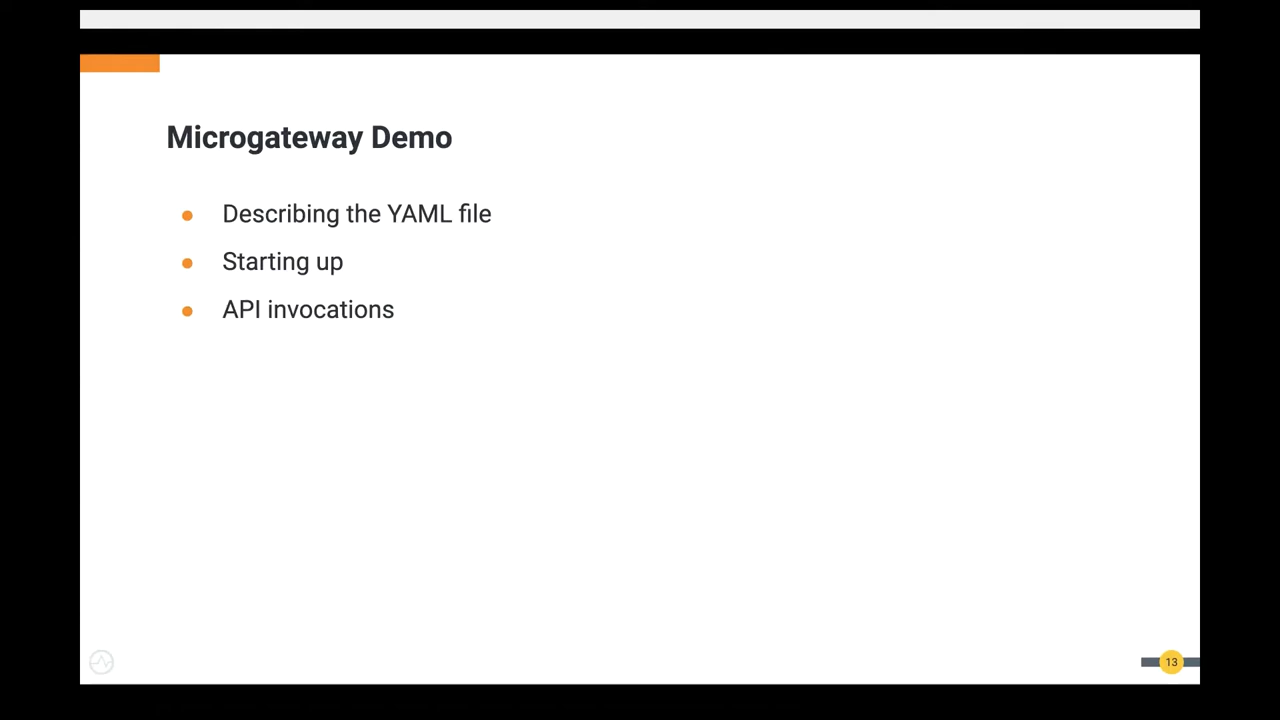 Microgateway Demo
Describing the YAML file
Starting up
API invocations
13